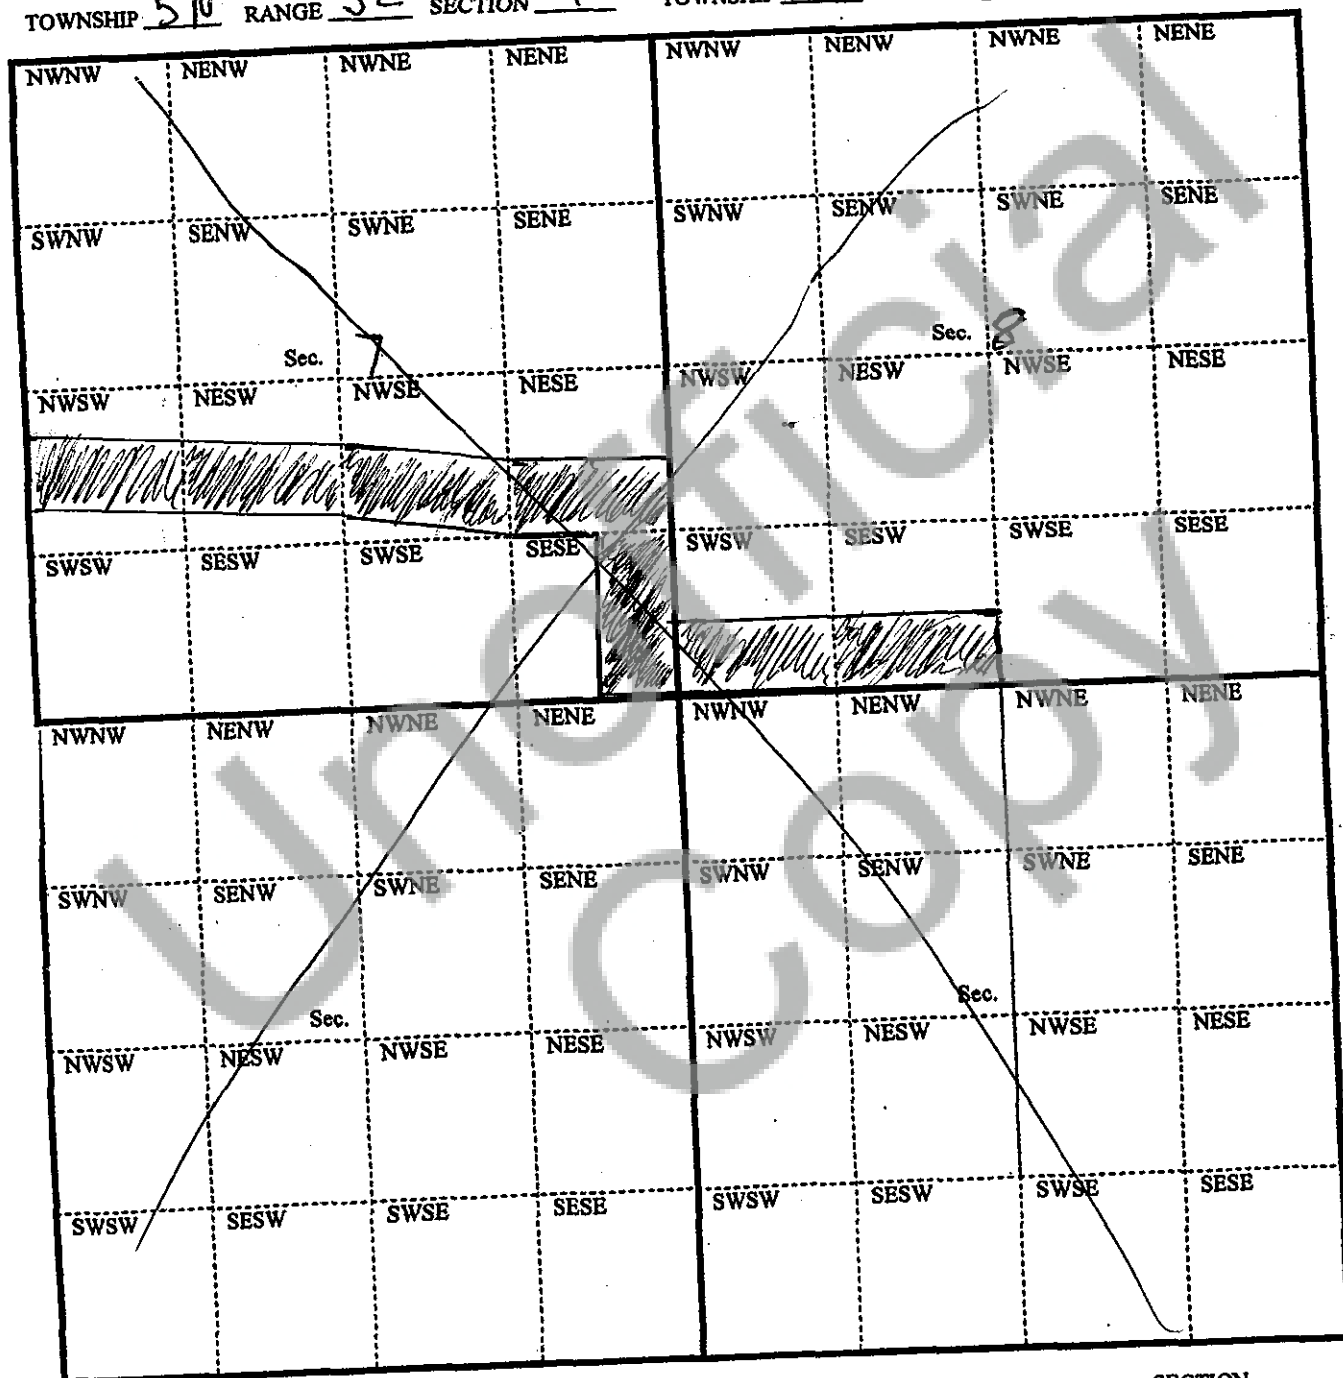 TOWNSHIP 5 N RANGE SECTION
NWNW NENW NWNE NENE NWNW NENW NWNE NENE
SWNW SENW SWNE SENE SWNW SENW SWNE SENE
Sec. 7 Sec. 8
NWSW NESW NWSE NESE NWSW NESW NWSE NESE
SWSW SESW SWSE SESE SWSW SESW SWSE SESE
NWNW NENW NWNE NENE NWNW NENW NWNE NENE
SWNW SENW SWNE SENE SWNW SENW SWNE SENE
Sec. Sec.
NWSW NESW NWSE NESE NWSW NESW NWSE NESE
SWSW SESW SWSE SESE SWSW SESW SWSE SESE
Unofficial
Copy